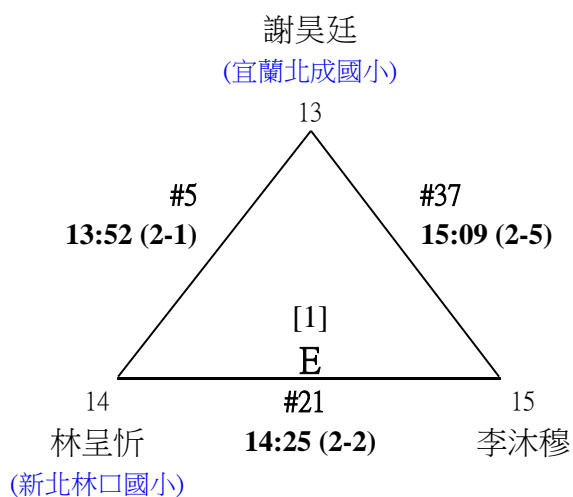 謝昊廷
(宜蘭北成國小)
13
#5
13:52 (2-1)
#37
15:09 (2-5)
[1]
E
14
#21
15
林呈忻
14:25 (2-2)
李沐穆
(新北林口國小)